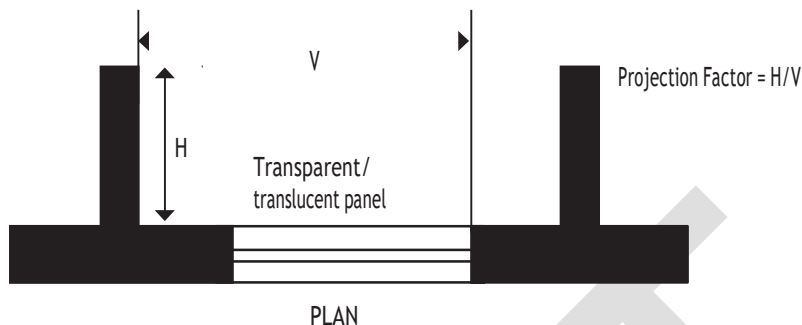 V
Projection Factor = H/V
H
Transparent/
translucent panel
PLAN